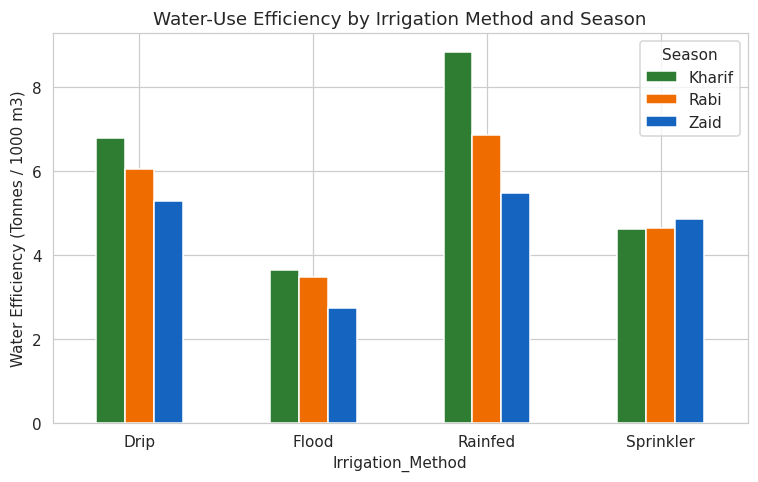 Water-Use Efficiency by Irrigation Method and Season
Water Efficiency (Tonnes / 1000 m3)
8
6
4
2
0
Season
Kharif
Rabi
Zaid
Drip
Flood
Rainfed
Sprinkler
Irrigation_Method